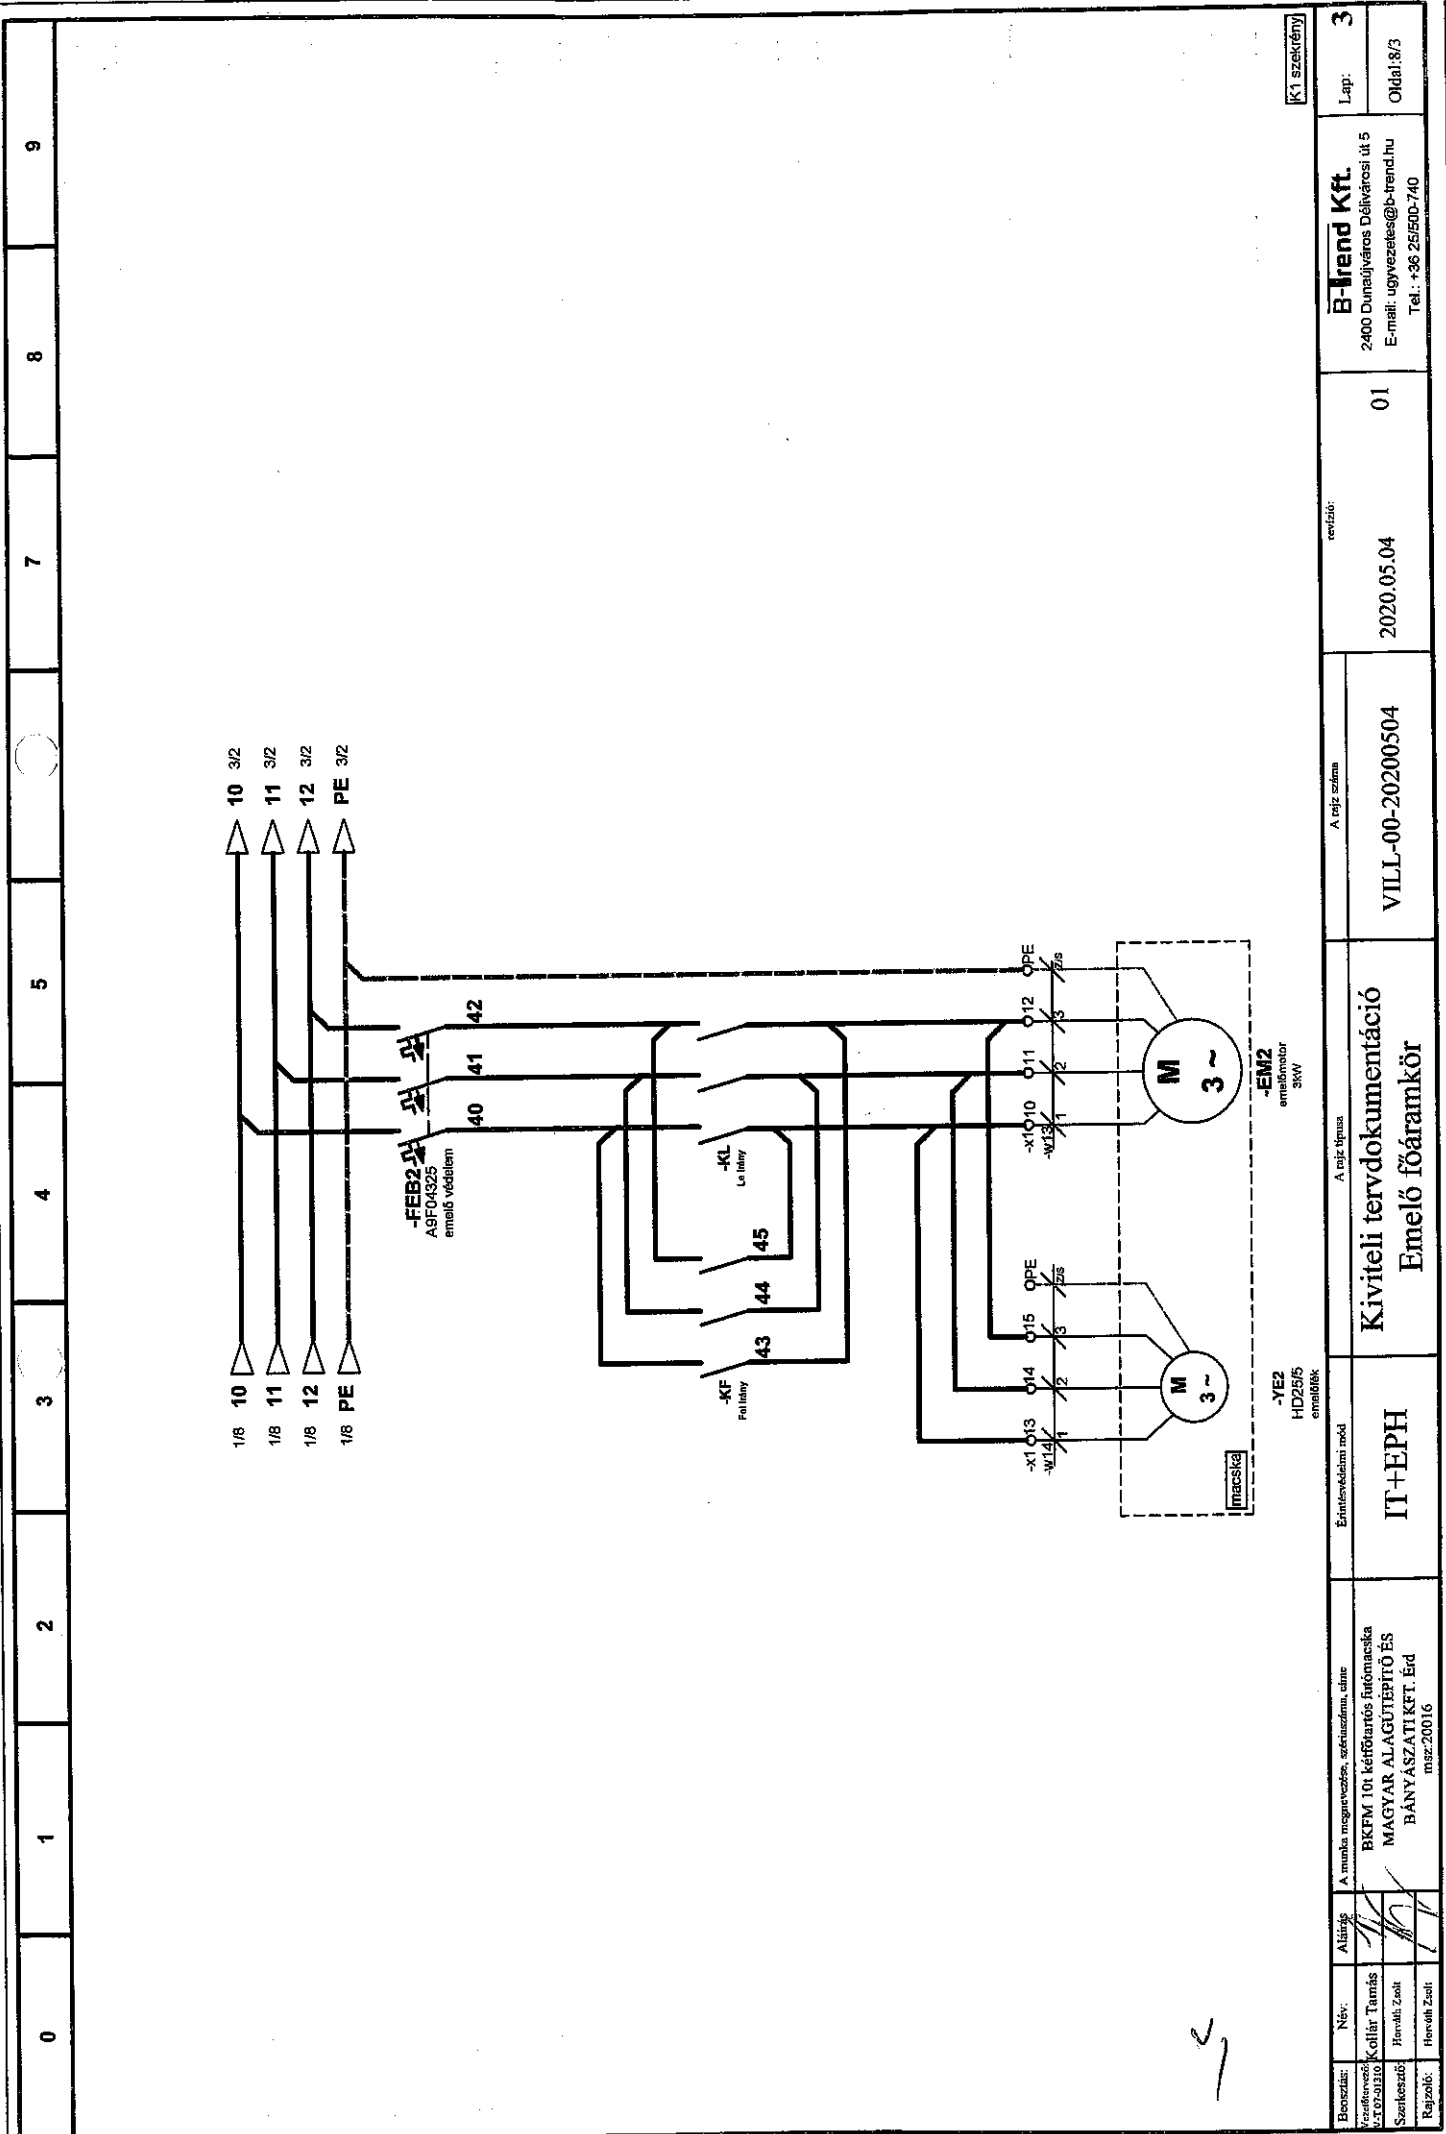 0 1 2 3 4 5 7 8 9
1/8 10 10 3/2
1/8 11 11 3/2
1/8 12 12 3/2
1/8 PE PE 3/2
-FEB2
A9F04325
emelő védelem
40 41 42
-KF
Fel irány
43 44 45
-KL
Le irány
-x1 13 14 15 PE
-w14 1 2 3 z/s
-x1 10 11 12 PE
-w13 1 2 3 z/s
M
3 ~
M
3 ~
macska
-YE2
HD25/5
emelőfék
-EM2
emelőmotor
3kW
K1 szekrény
Beosztás: Név: Aláírás
Vezetőtervező: V-T 07-01310 Kollár Tamás
Szerkesztő: Horváth Zsolt
Rajzoló: Horváth Zsolt
A munka megnevezése, szériaszáma, címe
BKFM 10t kétfőtartós futómacska
MAGYAR ALAGÚTÉPÍTŐ ÉS
BÁNYÁSZATI KFT. Érd
msz:20016
Érintésvédelmi mód
IT+EPH
A rajz típusa
Kiviteli tervdokumentáció
Emelő főáramkör
A rajz száma
VILL-00-20200504
revízió:
2020.05.04 01
B-trend Kft.
2400 Dunaújváros Délivárosi út 5
E-mail: ugyvezetes@b-trend.hu
Tel.: +36 25/500-740
Lap: 3
Oldal:8/3